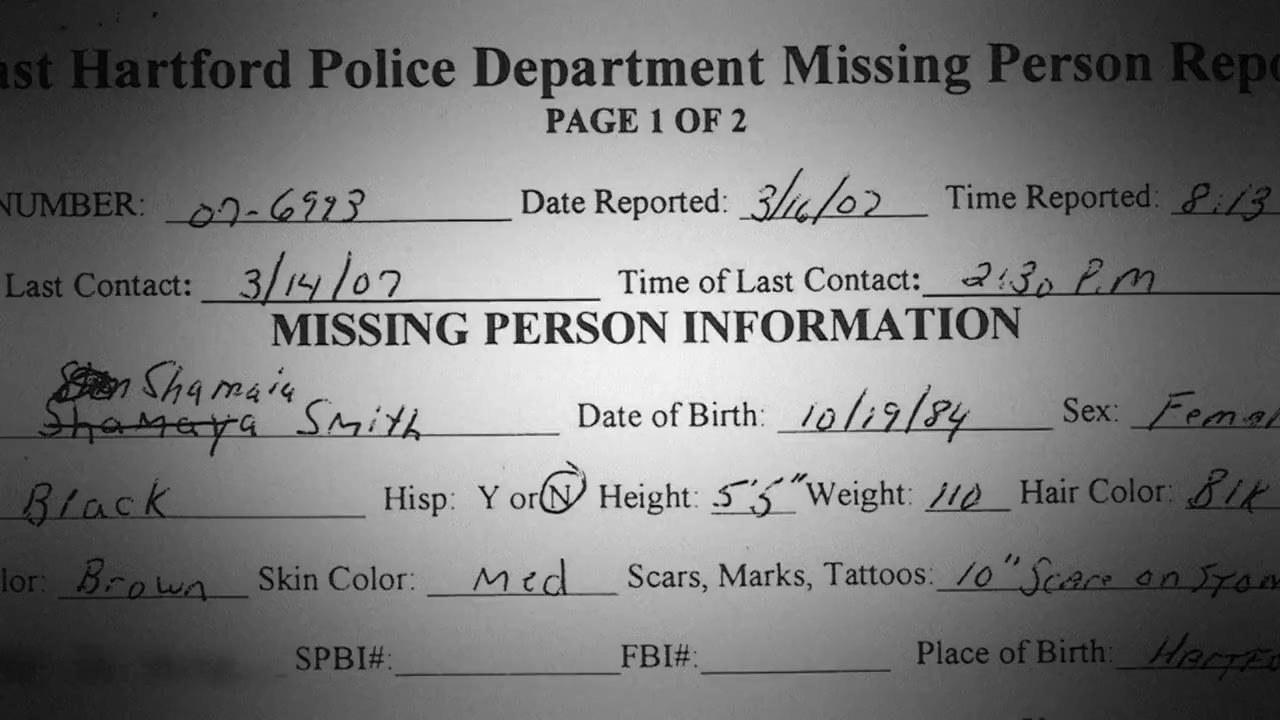 ast Hartford Police Department Missing Person Repo
PAGE 1 OF 2
NUMBER: 07-6993 Date Reported: 3/16/07 Time Reported: 8:13
Last Contact: 3/14/07 Time of Last Contact: 2:30 P.M
MISSING PERSON INFORMATION
Shamaia
Shamaya Smith Date of Birth: 10/19/84 Sex: Femal
Black Hisp: Y or N Height: 5'5" Weight: 110 Hair Color: Blk
lor: Brown Skin Color: Med Scars, Marks, Tattoos: 10" Scare on Stom
SPBI#: FBI#: Place of Birth: Hartfo